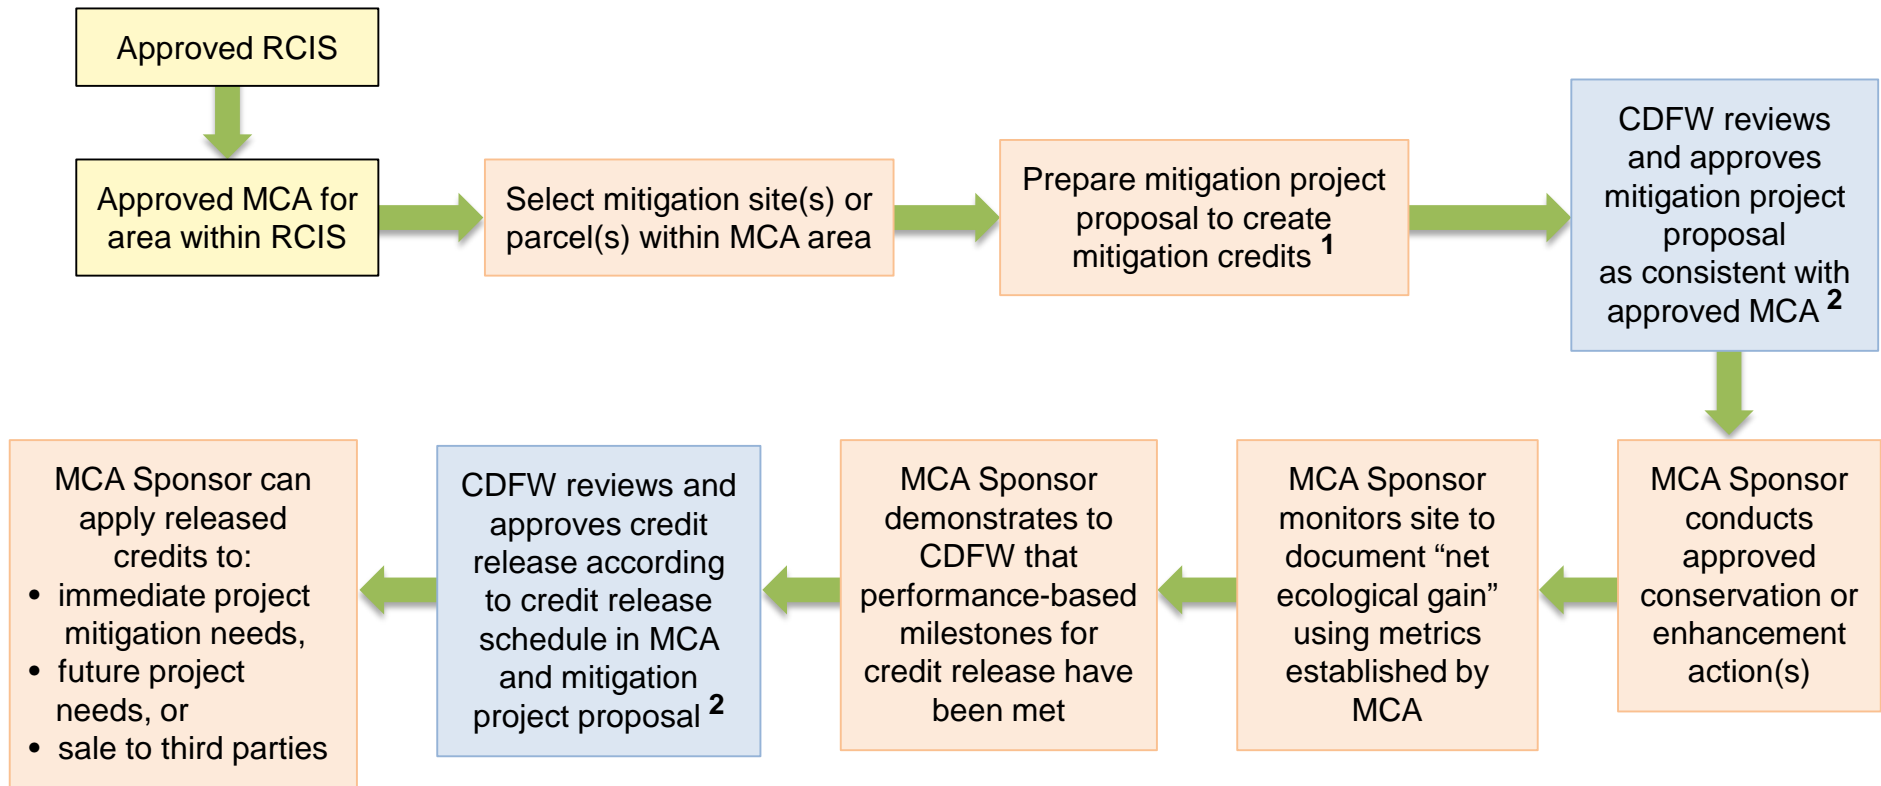 Approved RCIS
Approved MCA for
area within RCIS
Select mitigation site(s) or
parcel(s) within MCA area
Prepare mitigation project
proposal to create
mitigation credits 1
CDFW reviews
and approves
mitigation project
proposal
as consistent with
approved MCA 2
MCA Sponsor
conducts
approved
conservation or
enhancement
action(s)
MCA Sponsor
monitors site to
document “net
ecological gain”
using metrics
established by
MCA
MCA Sponsor
demonstrates to
CDFW that
performance-based
milestones for
credit release have
been met
CDFW reviews and
approves credit
release according
to credit release
schedule in MCA
and mitigation
project proposal 2
MCA Sponsor can
apply released
credits to:
• immediate project
mitigation needs,
• future project
needs, or
• sale to third parties